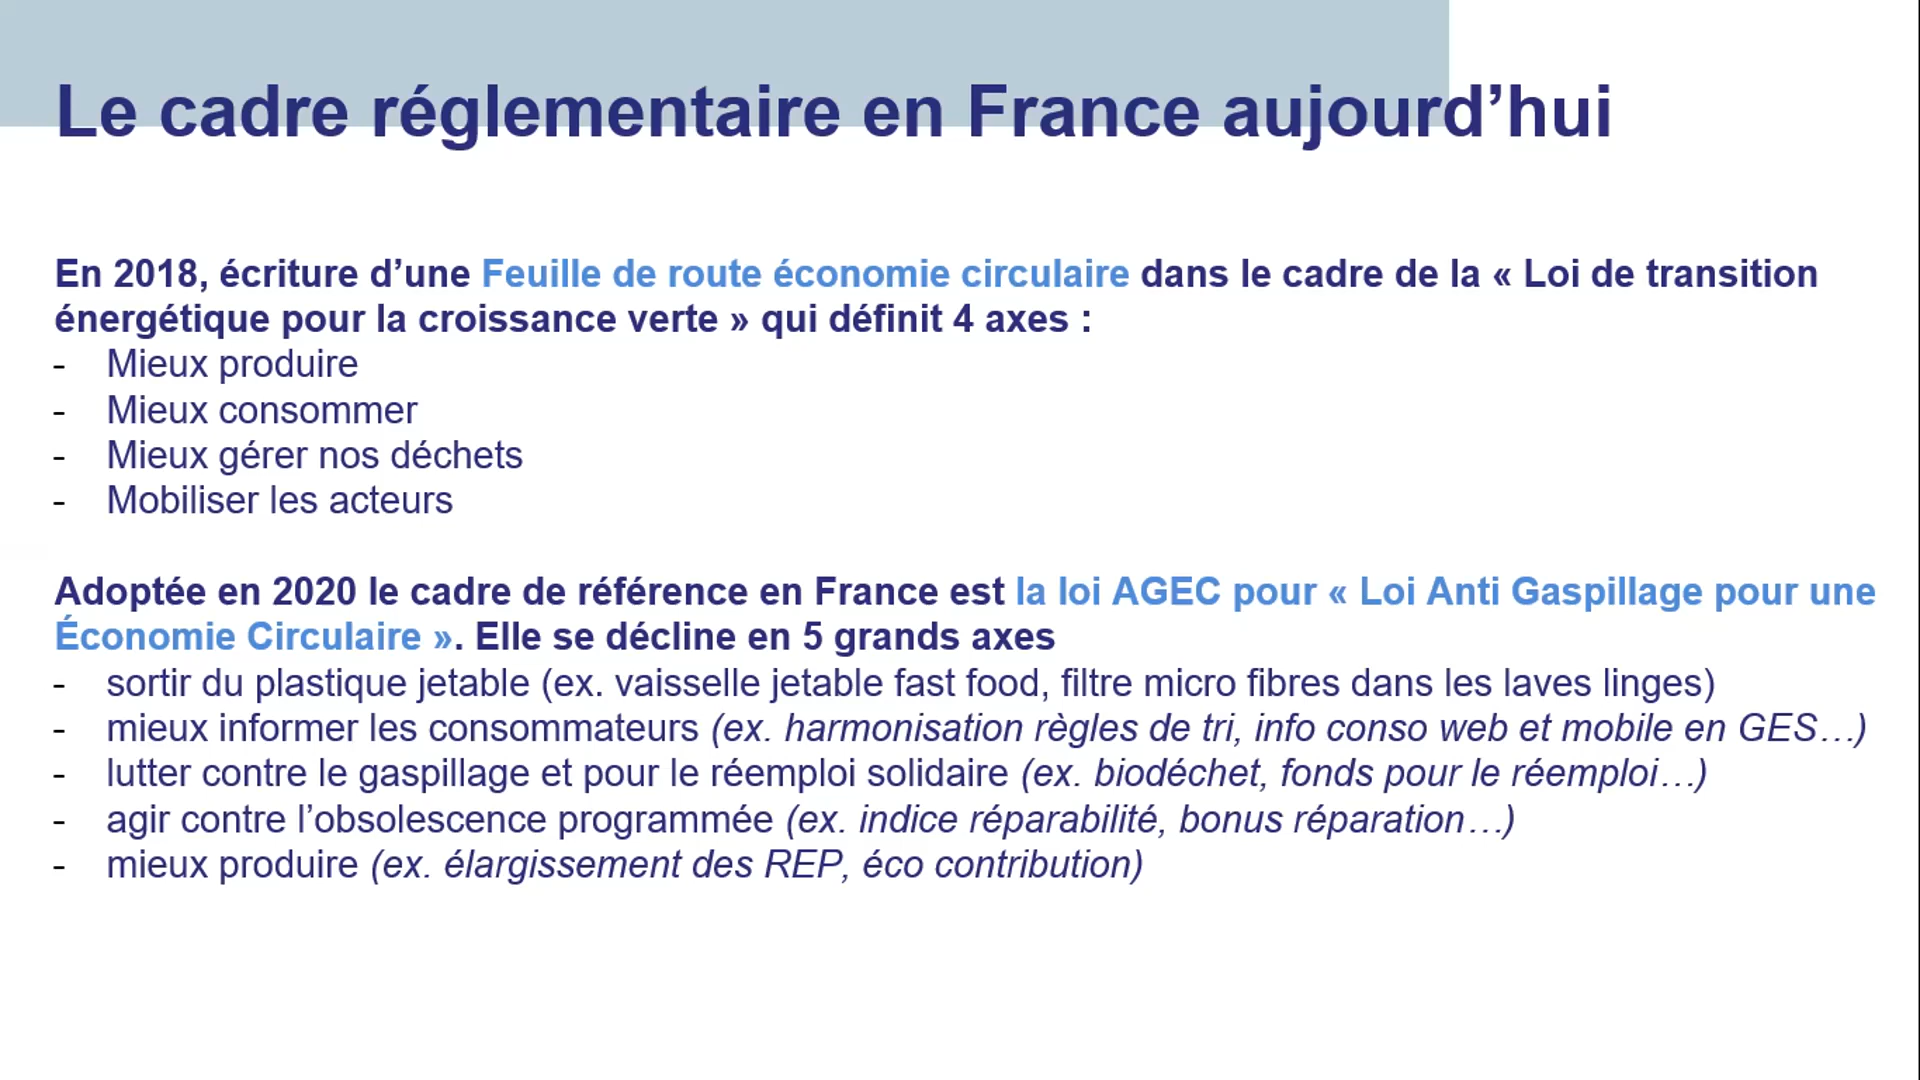 Le cadre réglementaire en France aujourd’hui
En 2018, écriture d’une Feuille de route économie circulaire dans le cadre de la « Loi de transition
énergétique pour la croissance verte » qui définit 4 axes :
- Mieux produire
- Mieux consommer
- Mieux gérer nos déchets
- Mobiliser les acteurs
Adoptée en 2020 le cadre de référence en France est la loi AGEC pour « Loi Anti Gaspillage pour une
Économie Circulaire ». Elle se décline en 5 grands axes
- sortir du plastique jetable (ex. vaisselle jetable fast food, filtre micro fibres dans les laves linges)
- mieux informer les consommateurs (ex. harmonisation règles de tri, info conso web et mobile en GES…)
- lutter contre le gaspillage et pour le réemploi solidaire (ex. biodéchet, fonds pour le réemploi…)
- agir contre l’obsolescence programmée (ex. indice réparabilité, bonus réparation…)
- mieux produire (ex. élargissement des REP, éco contribution)